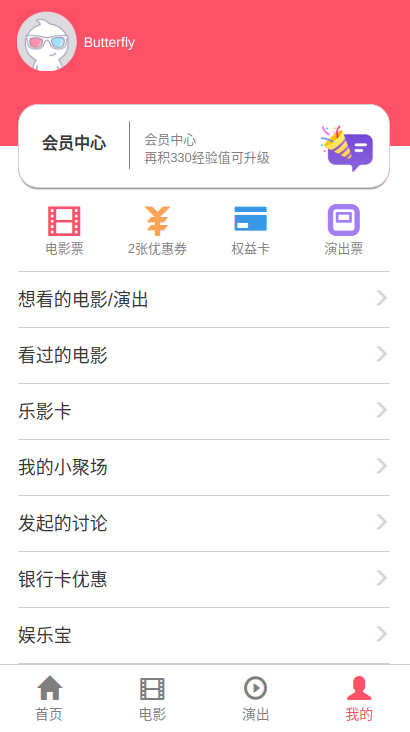 Butterfly
会员中心
会员中心
再积330经验值可升级
电影票
2张优惠券
权益卡
演出票
想看的电影/演出
看过的电影
乐影卡
我的小聚场
发起的讨论
银行卡优惠
娱乐宝
首页
电影
演出
我的